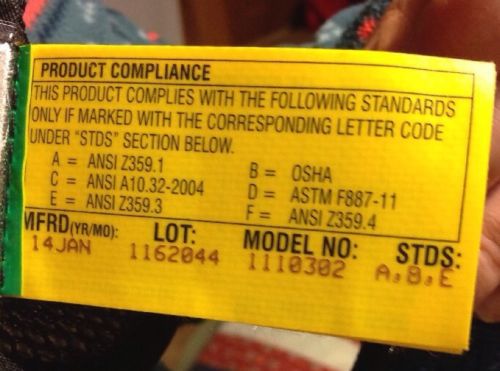 PRODUCT COMPLIANCE
THIS PRODUCT COMPLIES WITH THE FOLLOWING STANDARDS
ONLY IF MARKED WITH THE CORRESPONDING LETTER CODE
UNDER "STDS" SECTION BELOW.
A = ANSI Z359.1 B = OSHA
C = ANSI A10.32-2004 D = ASTM F887-11
E = ANSI Z359.3 F = ANSI Z359.4
MFRD(YR/MO): LOT: MODEL NO: STDS:
14JAN 1162044 1110302 A,B,E